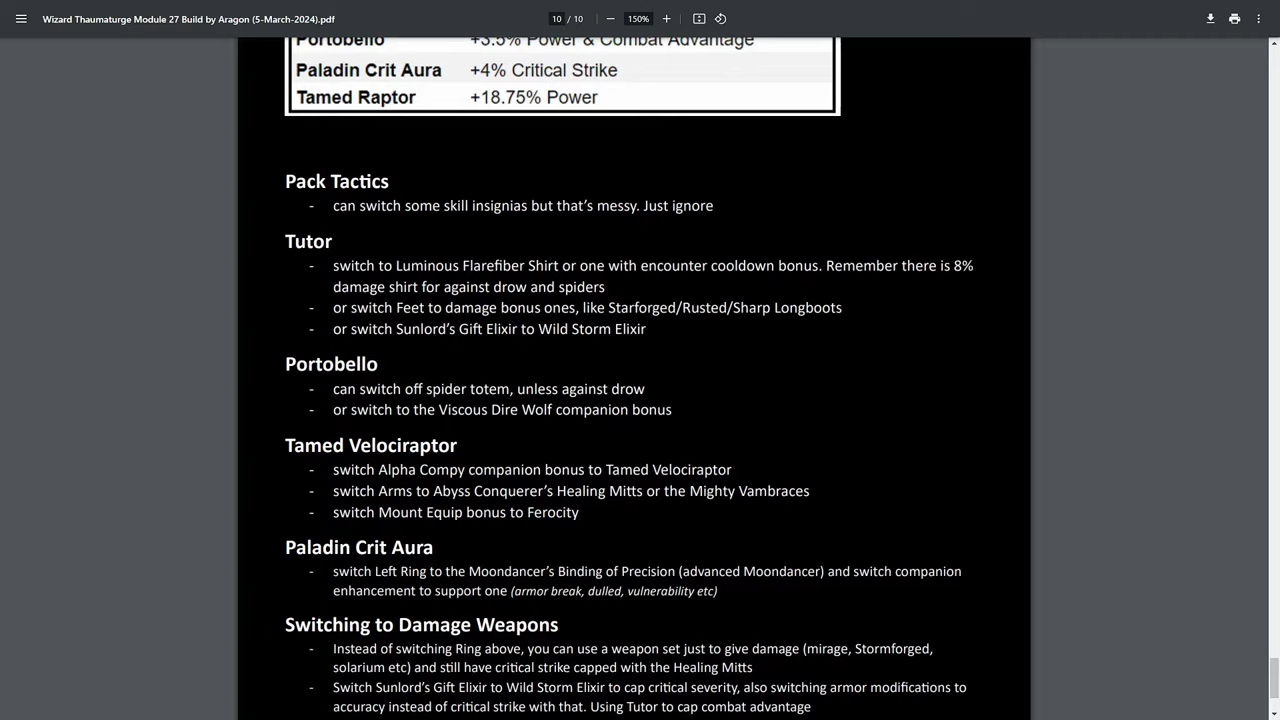 Wizard Thaumaturge Module 27 Build by Aragon (5-March-2024).pdf
10 / 10
150%
Portobello +3.5% Power & Combat Advantage
Paladin Crit Aura +4% Critical Strike
Tamed Raptor +18.75% Power
Pack Tactics
- can switch some skill insignias but that's messy. Just ignore
Tutor
- switch to Luminous Flarefiber Shirt or one with encounter cooldown bonus. Remember there is 8%
damage shirt for against drow and spiders
- or switch Feet to damage bonus ones, like Starforged/Rusted/Sharp Longboots
- or switch Sunlord's Gift Elixir to Wild Storm Elixir
Portobello
- can switch off spider totem, unless against drow
- or switch to the Viscous Dire Wolf companion bonus
Tamed Velociraptor
- switch Alpha Compy companion bonus to Tamed Velociraptor
- switch Arms to Abyss Conquerer's Healing Mitts or the Mighty Vambraces
- switch Mount Equip bonus to Ferocity
Paladin Crit Aura
- switch Left Ring to the Moondancer's Binding of Precision (advanced Moondancer) and switch companion
enhancement to support one (armor break, dulled, vulnerability etc)
Switching to Damage Weapons
- Instead of switching Ring above, you can use a weapon set just to give damage (mirage, Stormforged,
solarium etc) and still have critical strike capped with the Healing Mitts
- Switch Sunlord's Gift Elixir to Wild Storm Elixir to cap critical severity, also switching armor modifications to
accuracy instead of critical strike with that. Using Tutor to cap combat advantage